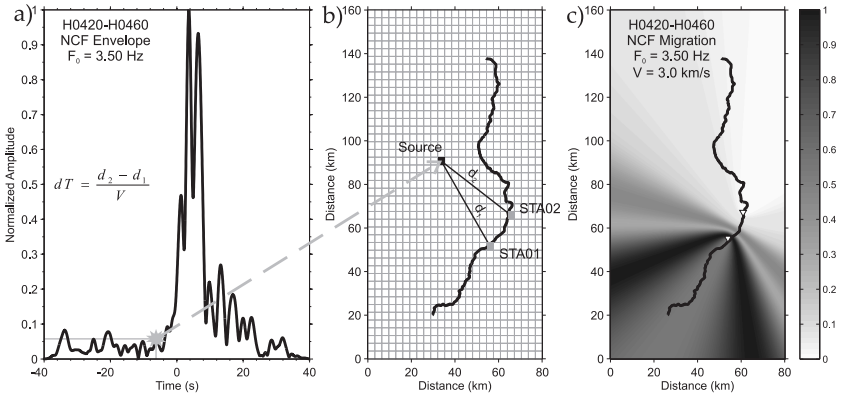 a)
H0420-H0460
NCF Envelope
F0 = 3.50 Hz
dT = d2 − d1 / V
Normalized Amplitude
1
0.9
0.8
0.7
0.6
0.5
0.4
0.3
0.2
0.1
0
−40
−20
0
20
40
Time (s)
b)
160
140
120
100
80
60
40
20
0
Distance (km)
Source
d2
d1
STA02
STA01
0
20
40
60
80
Distance (km)
c)
H0420-H0460
NCF Migration
F0 = 3.50 Hz
V = 3.0 km/s
160
140
120
100
80
60
40
20
0
Distance (km)
0
20
40
60
80
Distance (km)
1
0.9
0.8
0.7
0.6
0.5
0.4
0.3
0.2
0.1
0